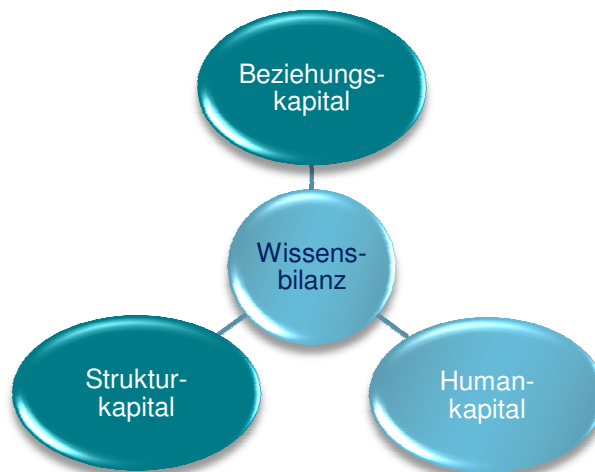 Beziehungs-
kapital
Wissens-
bilanz
Struktur-
kapital
Human-
kapital